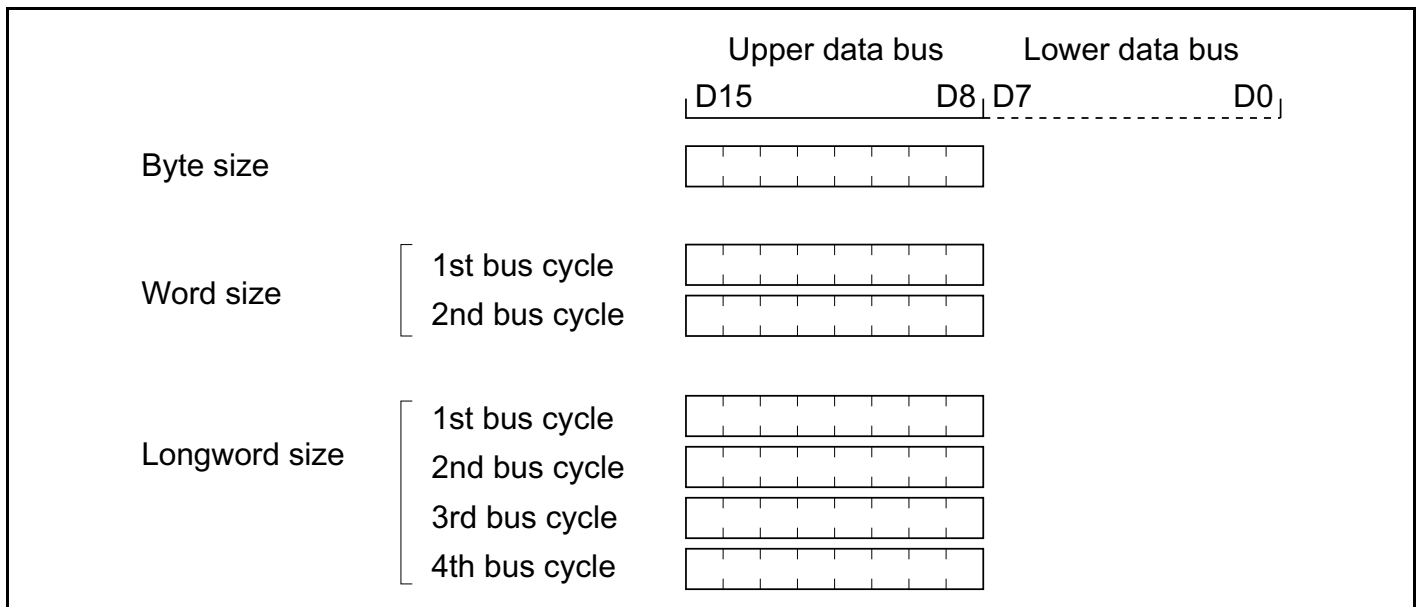 Upper data bus Lower data bus
D15 D8 D7 D0
Byte size
1st bus cycle
Word size
2nd bus cycle
1st bus cycle
Longword size
2nd bus cycle
3rd bus cycle
4th bus cycle